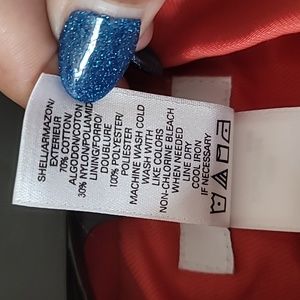 SHELL/ARMAZON/
EXTERIEUR
70% COTTON/
ALGODON/COTON
30% NYLON/POLIAMIDA
LINING/FORRO/
DOUBLURE
100% POLYESTER/
POLIESTER
MACHINE WASH COLD
WASH WITH
LIKE COLORS
NON-CHLORINE BLEACH
WHEN NEEDED
LINE DRY
COOL IRON
IF NECESSARY